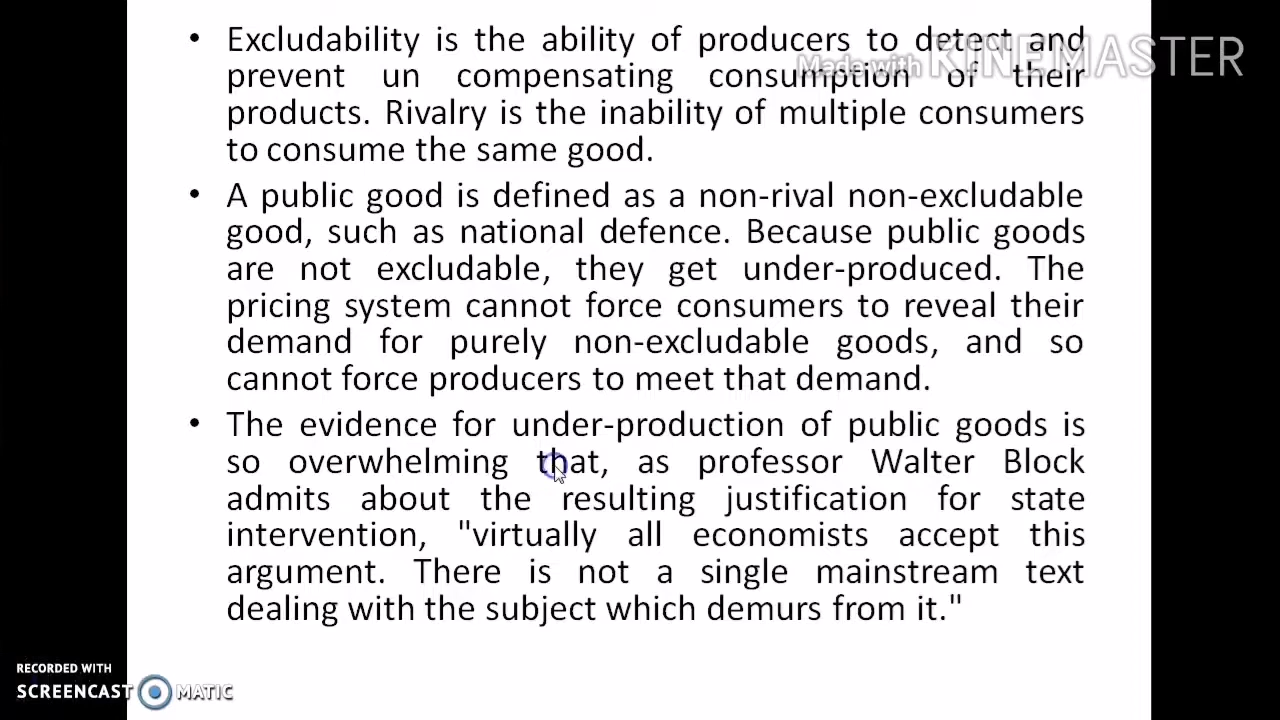 • Excludability is the ability of producers to detect and
Made with KINEMASTER
prevent un compensating consumption of their
products. Rivalry is the inability of multiple consumers
to consume the same good.
• A public good is defined as a non-rival non-excludable
good, such as national defence. Because public goods
are not excludable, they get under-produced. The
pricing system cannot force consumers to reveal their
demand for purely non-excludable goods, and so
cannot force producers to meet that demand.
• The evidence for under-production of public goods is
so overwhelming that, as professor Walter Block
admits about the resulting justification for state
intervention, "virtually all economists accept this
argument. There is not a single mainstream text
dealing with the subject which demurs from it."
RECORDED WITH
SCREENCAST MATIC